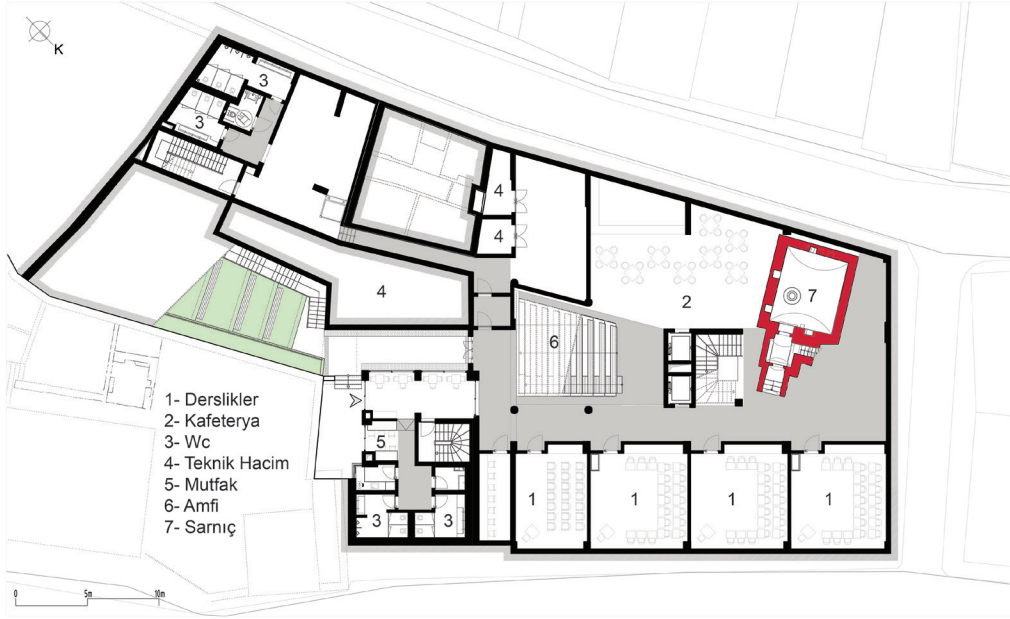 K
3
3
4
4
4
7
2
6
5
3
3
1
1
1
1
1- Derslikler
2- Kafeterya
3- Wc
4- Teknik Hacim
5- Mutfak
6- Amfi
7- Sarnıç
0 5m 10m